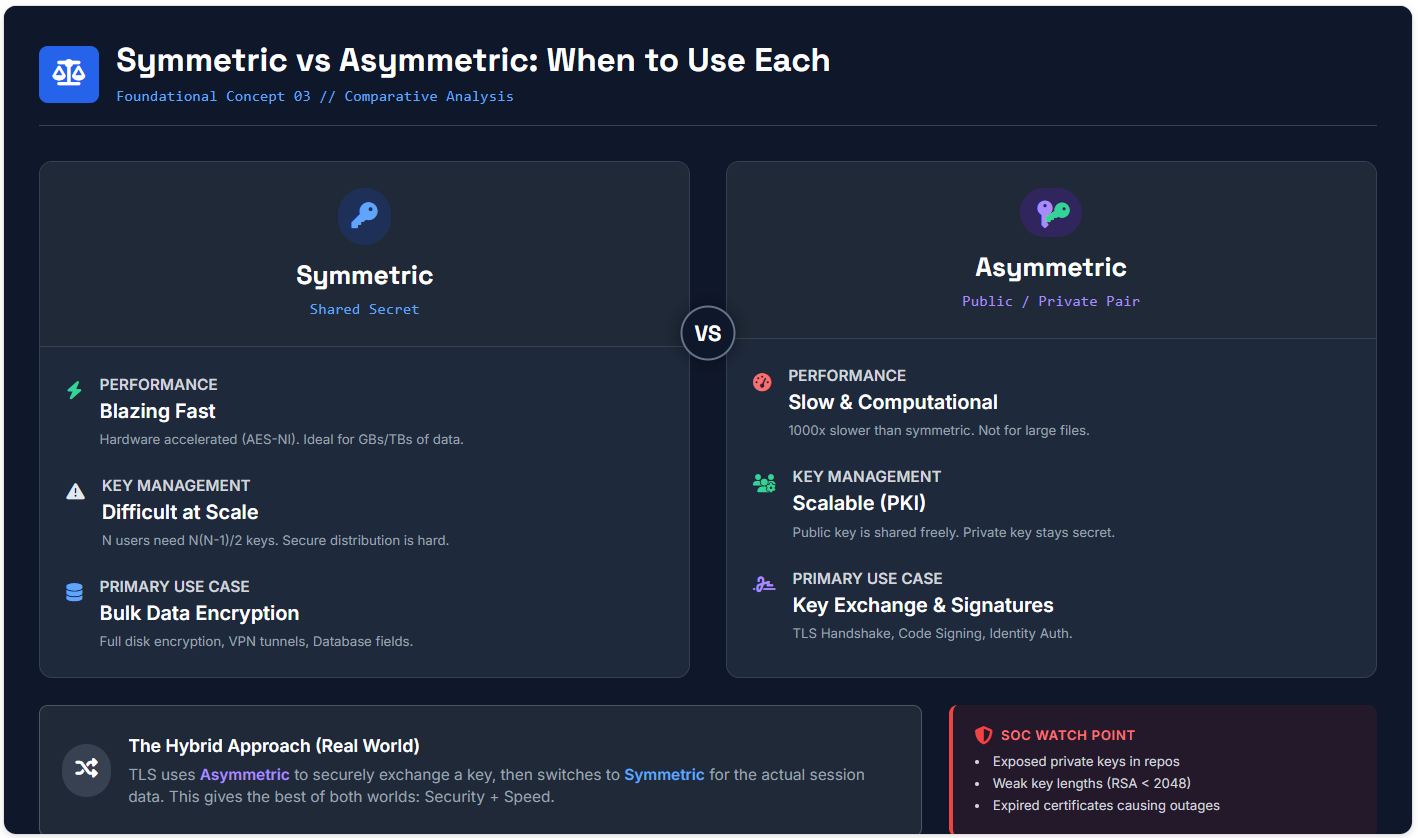 Symmetric vs Asymmetric: When to Use Each
Foundational Concept 03 // Comparative Analysis
Symmetric
Shared Secret
PERFORMANCE
Blazing Fast
Hardware accelerated (AES-NI). Ideal for GBs/TBs of data.
KEY MANAGEMENT
Difficult at Scale
N users need N(N-1)/2 keys. Secure distribution is hard.
PRIMARY USE CASE
Bulk Data Encryption
Full disk encryption, VPN tunnels, Database fields.
VS
Asymmetric
Public / Private Pair
PERFORMANCE
Slow & Computational
1000x slower than symmetric. Not for large files.
KEY MANAGEMENT
Scalable (PKI)
Public key is shared freely. Private key stays secret.
PRIMARY USE CASE
Key Exchange & Signatures
TLS Handshake, Code Signing, Identity Auth.
The Hybrid Approach (Real World)
TLS uses Asymmetric to securely exchange a key, then switches to Symmetric for the actual session
data. This gives the best of both worlds: Security + Speed.
SOC WATCH POINT
• Exposed private keys in repos
• Weak key lengths (RSA < 2048)
• Expired certificates causing outages